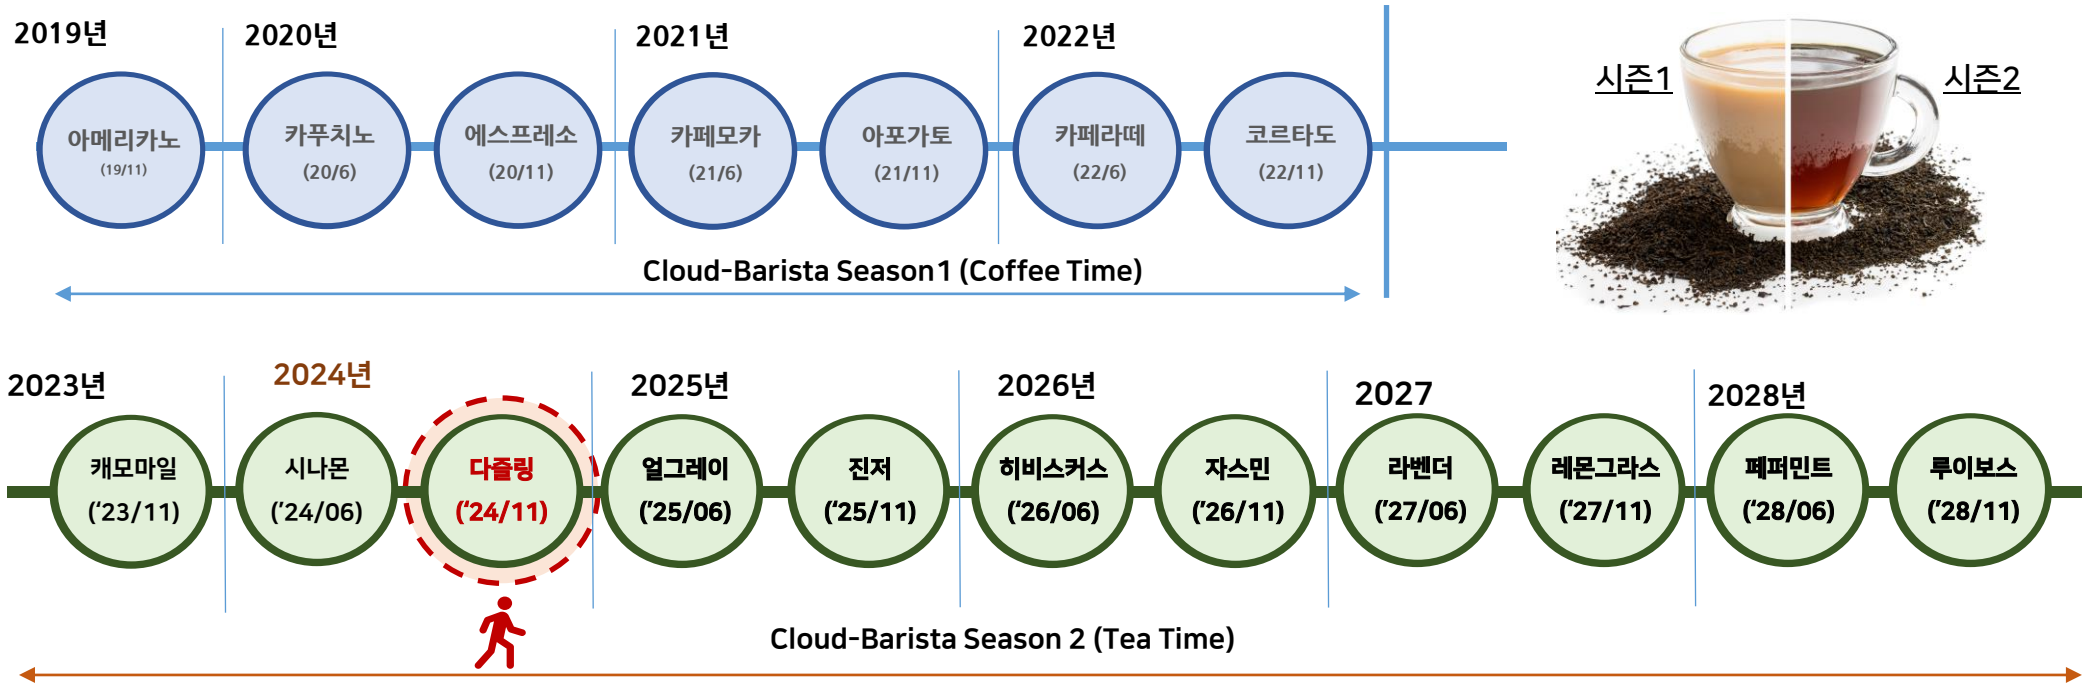 2019년
2020년
2021년
2022년
아메리카노
(19/11)
카푸치노
(20/6)
에스프레소
(20/11)
카페모카
(21/6)
아포가토
(21/11)
카페라떼
(22/6)
코르타도
(22/11)
시즌1
시즌2
Cloud-Barista Season1 (Coffee Time)
2023년
2024년
2025년
2026년
2027
2028년
캐모마일
(‘23/11)
시나몬
(’24/06)
다즐링
(‘24/11)
얼그레이
(’25/06)
진저
(‘25/11)
히비스커스
(‘26/06)
자스민
(’26/11)
라벤더
(‘27/06)
레몬그라스
(‘27/11)
페퍼민트
(‘28/06)
루이보스
(’28/11)
Cloud-Barista Season 2 (Tea Time)